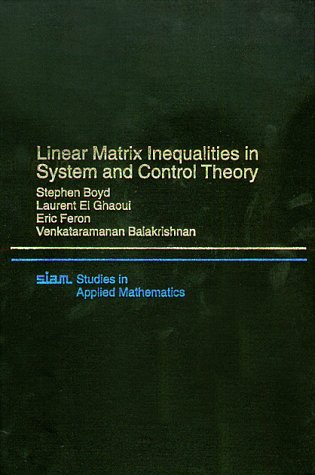 Linear Matrix Inequalities in
System and Control Theory
Stephen Boyd
Laurent El Ghaoui
Eric Feron
Venkataramanan Balakrishnan
siam Studies in
Applied Mathematics